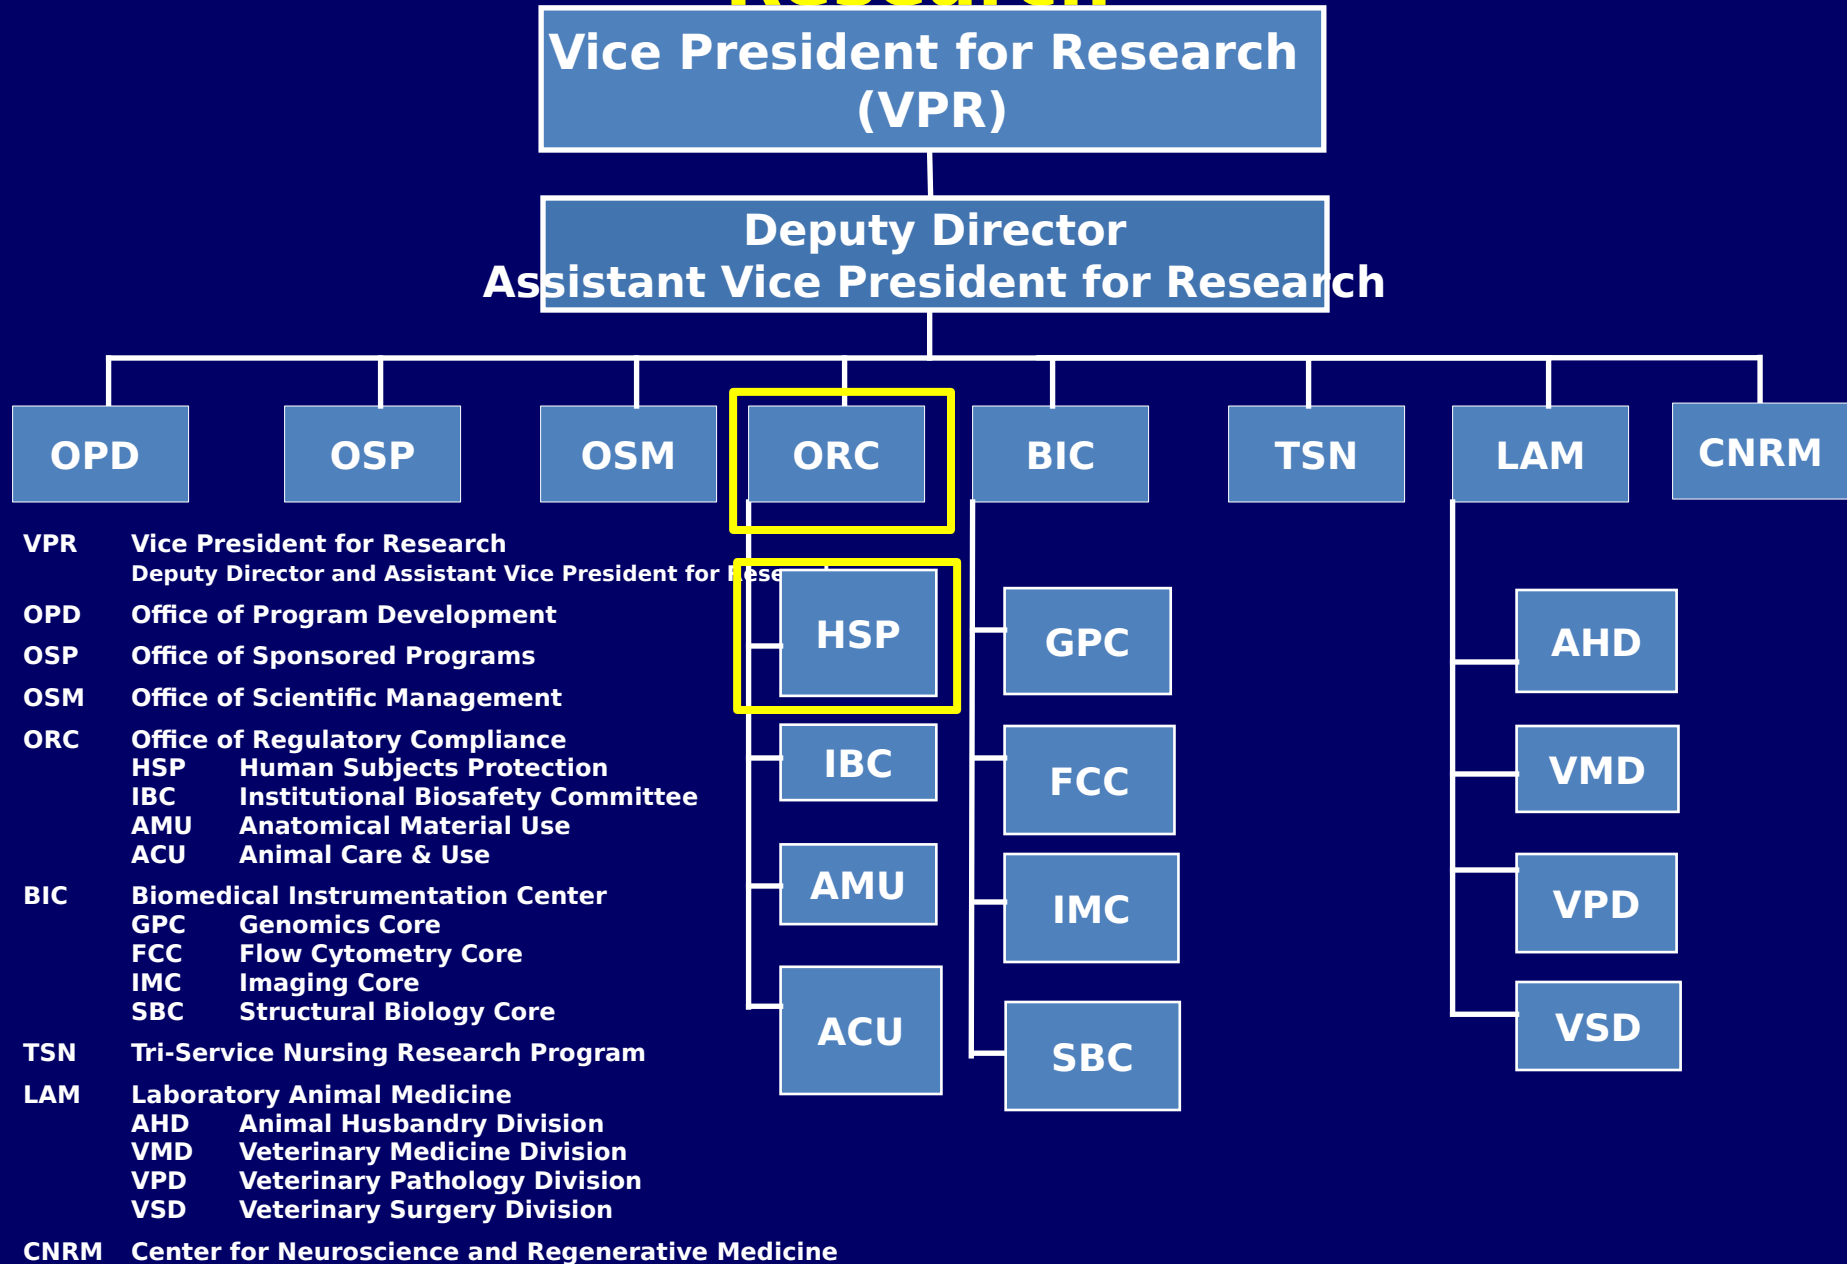 Research
Vice President for Research
(VPR)
Deputy Director
Assistant Vice President for Research
OPD
OSP
OSM
ORC
BIC
TSN
LAM
CNRM
VPR Vice President for Research
Deputy Director and Assistant Vice President for
OPD Office of Program Development
OSP Office of Sponsored Programs
OSM Office of Scientific Management
ORC Office of Regulatory Compliance
HSP Human Subjects Protection
IBC Institutional Biosafety Committee
AMU Anatomical Material Use
ACU Animal Care & Use
BIC Biomedical Instrumentation Center
GPC Genomics Core
FCC Flow Cytometry Core
IMC Imaging Core
SBC Structural Biology Core
TSN Tri-Service Nursing Research Program
LAM Laboratory Animal Medicine
AHD Animal Husbandry Division
VMD Veterinary Medicine Division
VPD Veterinary Pathology Division
VSD Veterinary Surgery Division
CNRM Center for Neuroscience and Regenerative Medicine
HSP
IBC
AMU
ACU
GPC
FCC
IMC
SBC
AHD
VMD
VPD
VSD